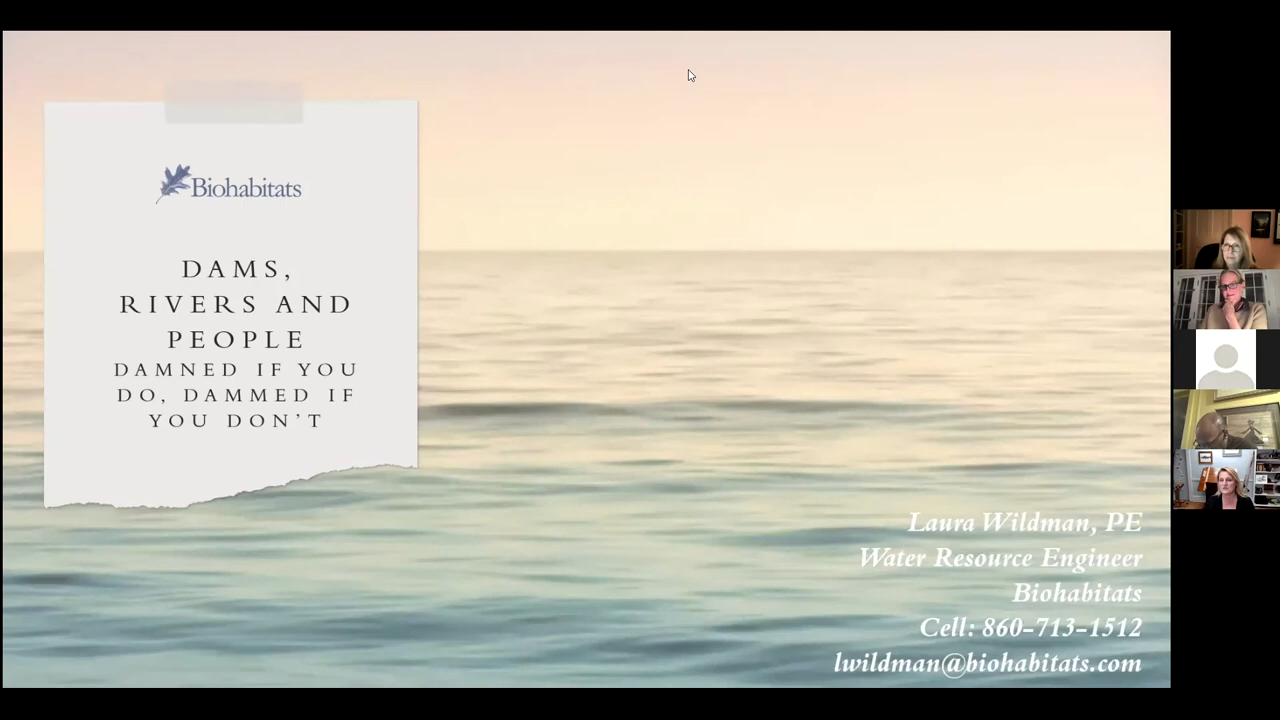 Biohabitats
DAMS,
RIVERS AND
PEOPLE
DAMNED IF YOU
DO, DAMMED IF
YOU DON'T
Laura Wildman, PE
Water Resource Engineer
Biohabitats
Cell: 860-713-1512
lwildman@biohabitats.com